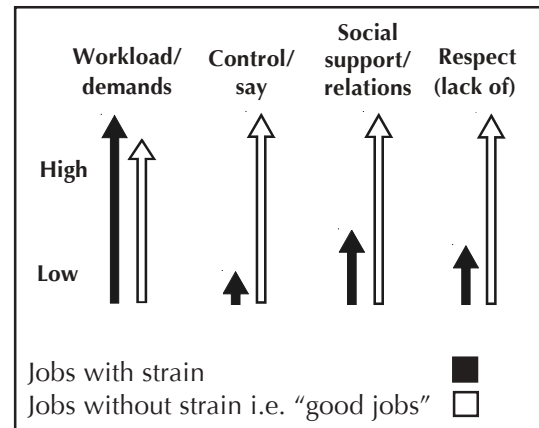 Workload/
demands
Control/
say
Social
support/
relations
Respect
(lack of)
High
Low
Jobs with strain
Jobs without strain i.e. “good jobs”